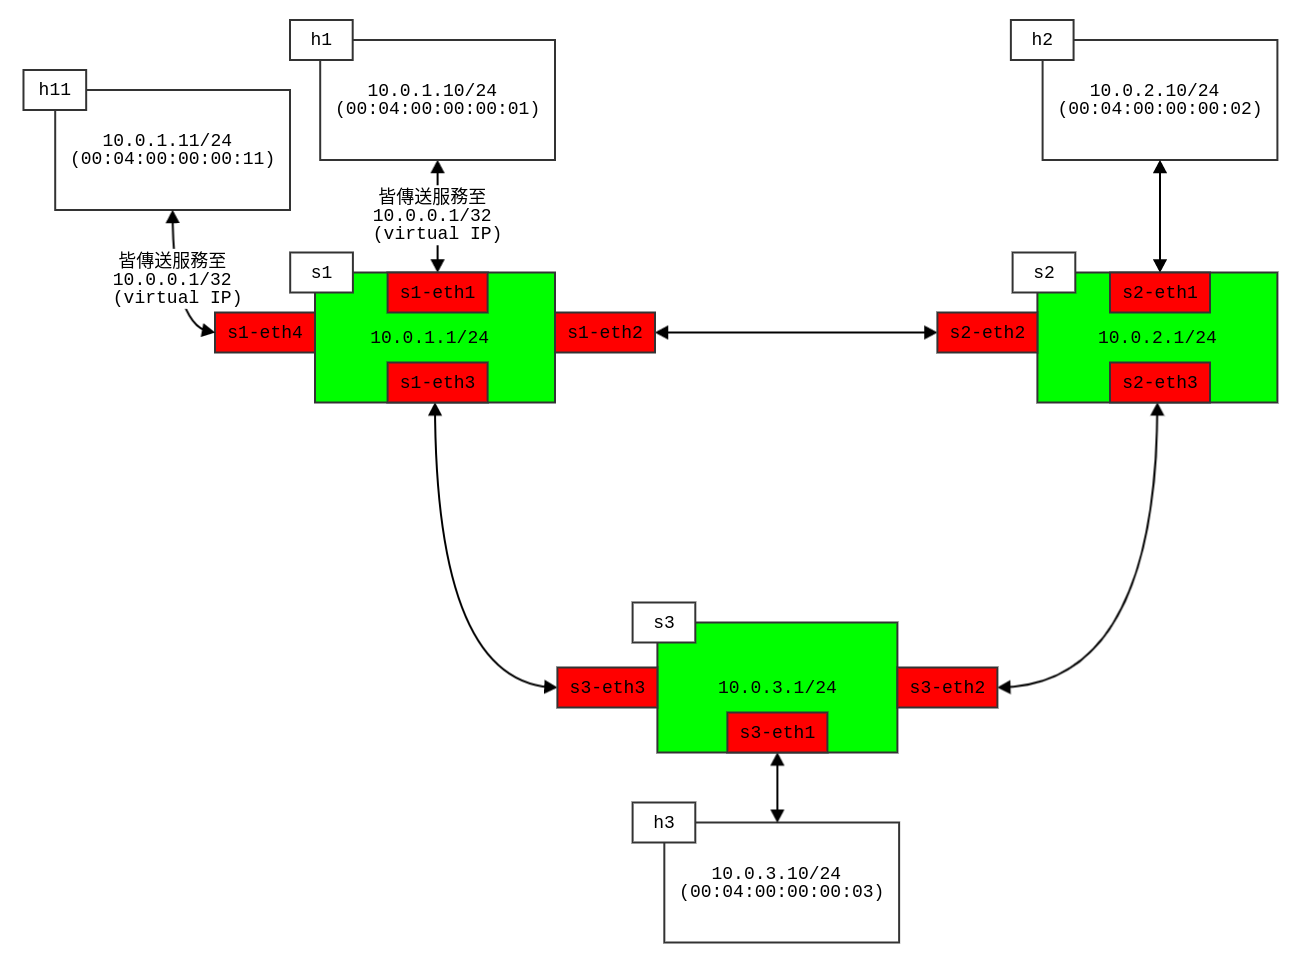 h1
10.0.1.10/24
(00:04:00:00:00:01)
h2
10.0.2.10/24
(00:04:00:00:00:02)
h11
10.0.1.11/24
(00:04:00:00:00:11)
皆傳送服務至
10.0.0.1/32
(virtual IP)
皆傳送服務至
10.0.0.1/32
(virtual IP)
s1
s1-eth1
s1-eth4
10.0.1.1/24
s1-eth2
s1-eth3
s2
s2-eth1
s2-eth2
10.0.2.1/24
s2-eth3
s3
s3-eth3
10.0.3.1/24
s3-eth2
s3-eth1
h3
10.0.3.10/24
(00:04:00:00:00:03)